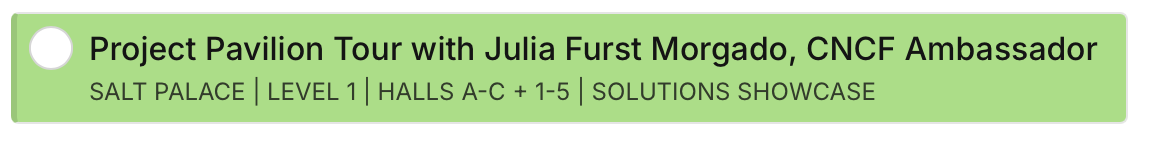 Project Pavilion Tour with Julia Furst Morgado, CNCF Ambassador
SALT PALACE | LEVEL 1 | HALLS A-C + 1-5 | SOLUTIONS SHOWCASE